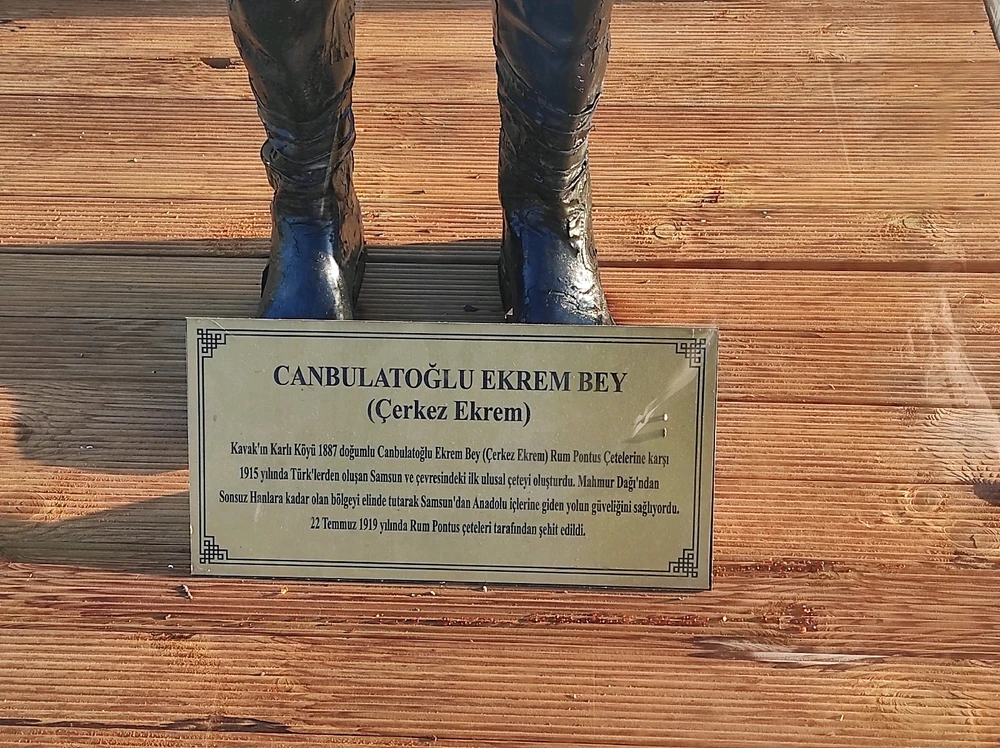 CANBULATOĞLU EKREM BEY
(Çerkez Ekrem)
Kavak'ın Karlı Köyü 1887 doğumlu Canbulatoğlu Ekrem Bey (Çerkez Ekrem) Rum Pontus Çetelerine karşı
1915 yılında Türk'lerden oluşan Samsun ve çevresindeki ilk ulusal çeteyi oluşturdu. Mahmur Dağı'ndan
Sonsuz Hanlara kadar olan bölgeyi elinde tutarak Samsun'dan Anadolu içlerine giden yolun güveliğini sağlıyordu.
22 Temmuz 1919 yılında Rum Pontus çeteleri tarafından şehit edildi.